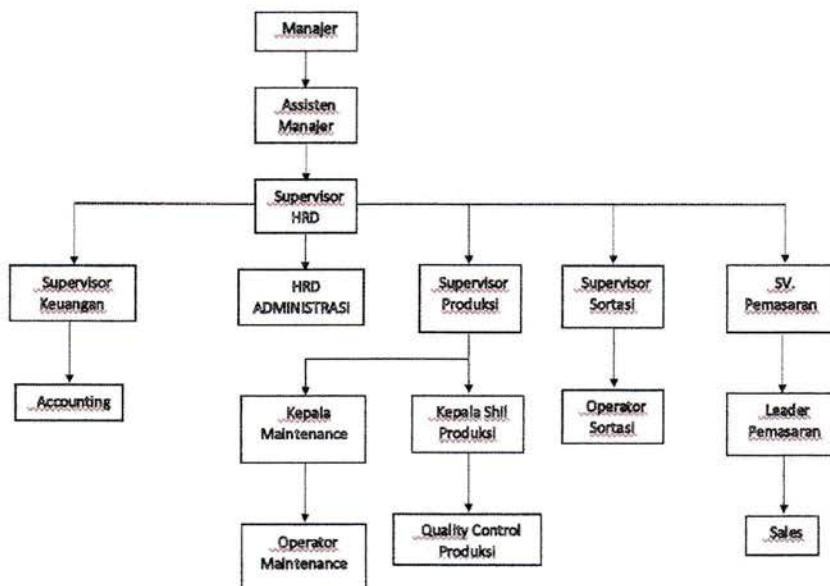 Manajer
Assisten
Manajer
Supervisor
HRD
Supervisor
Keuangan
HRD
ADMINISTRASI
Supervisor
Produksi
Supervisor
Sortasi
SV.
Pemasaran
Accounting
Kepala
Maintenance
Kepala Shif
Produksi
Operator
Sortasi
Leader
Pemasaran
Operator
Maintenance
Quality Control
Produksi
Sales